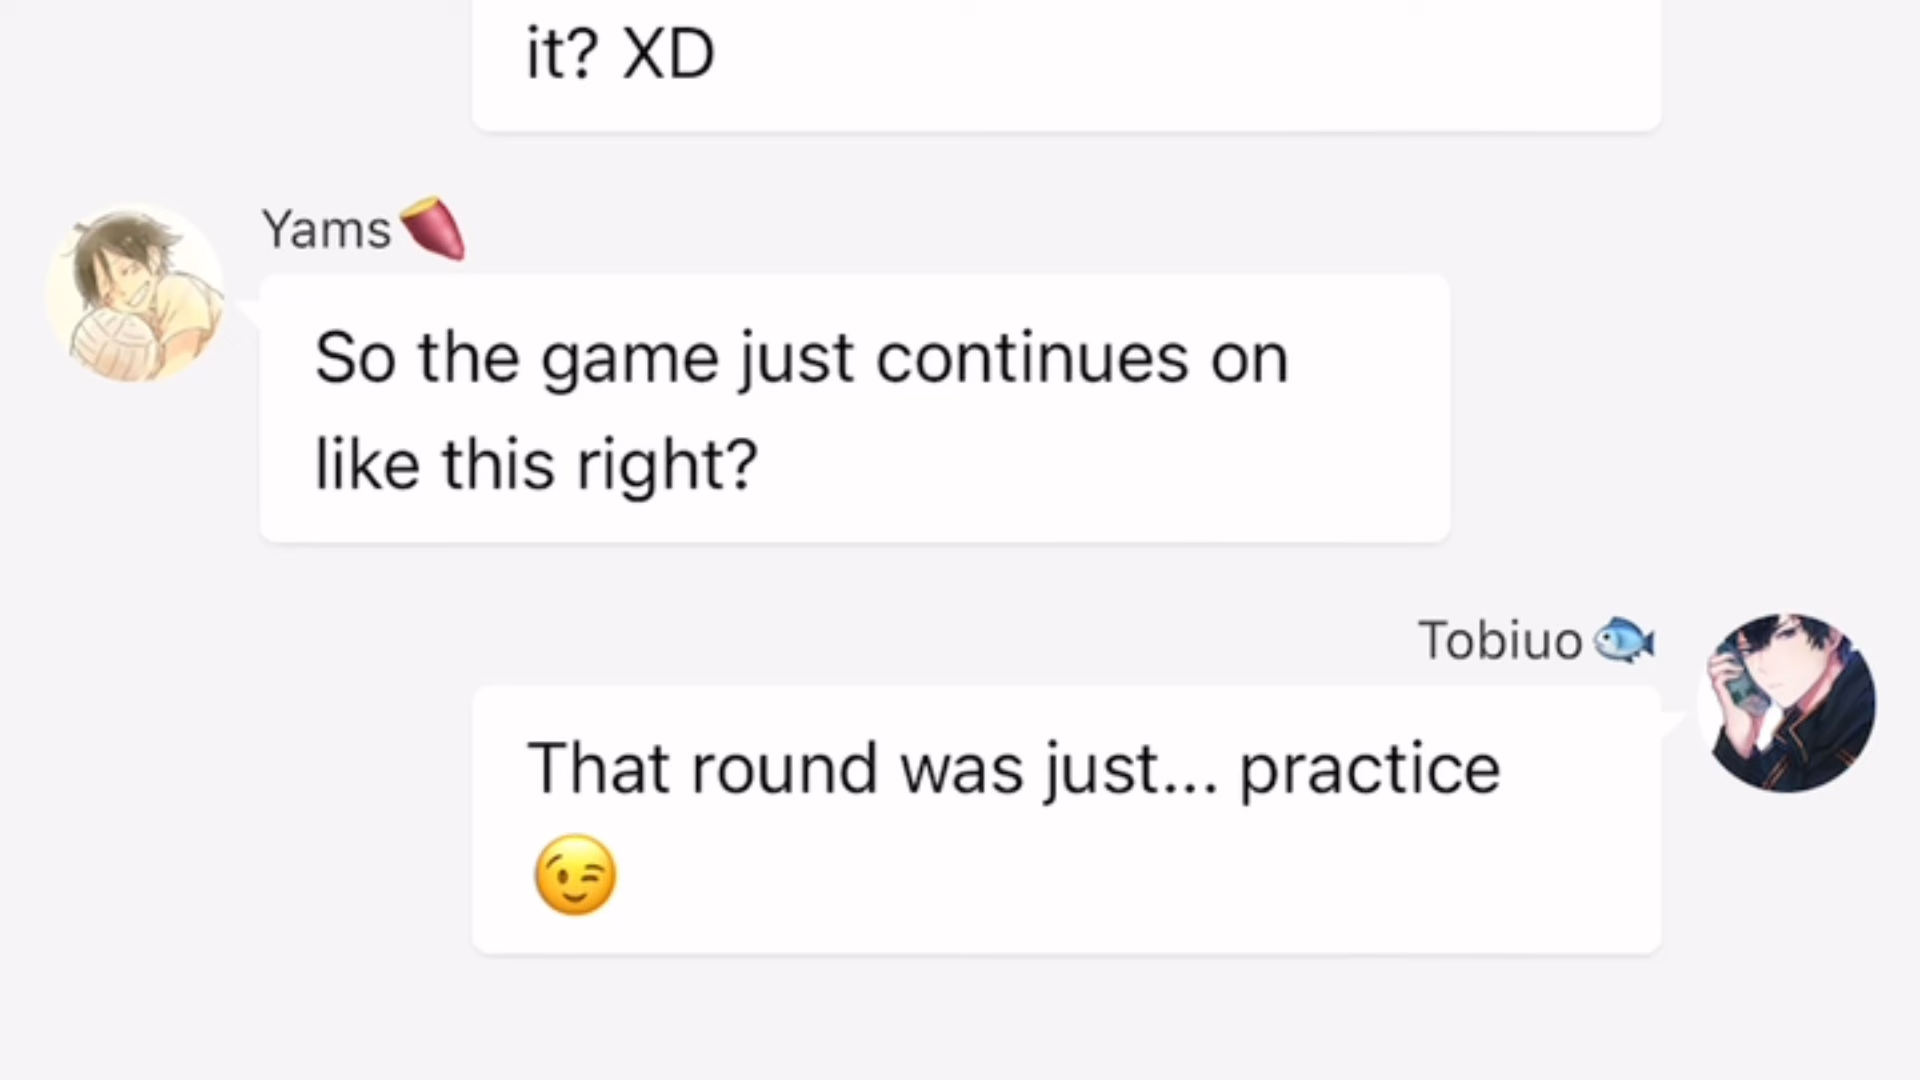 it? XD
Yams🍠
So the game just continues on
like this right?
Tobiuo🐟
That round was just... practice
😉